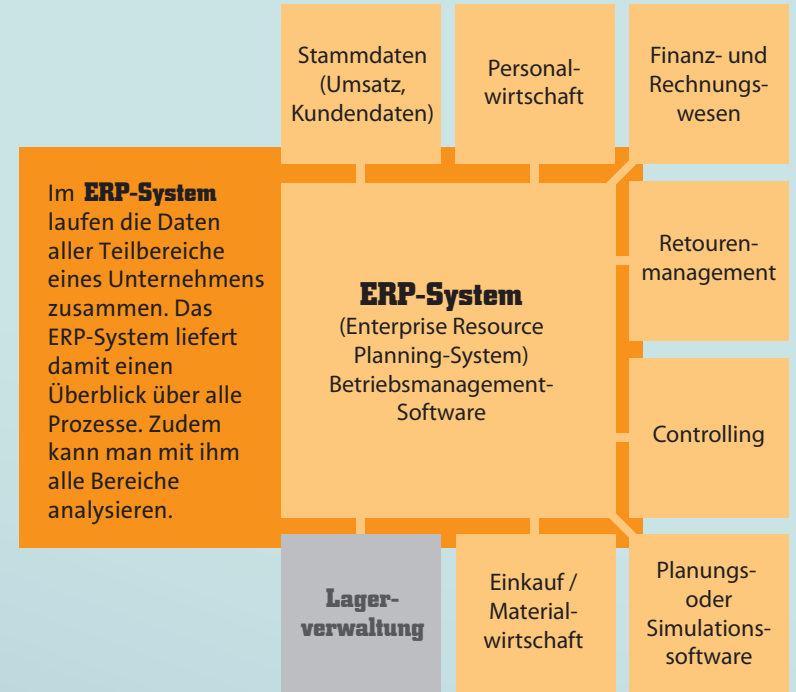 Stammdaten
(Umsatz,
Kundendaten)
Personal-
wirtschaft
Finanz- und
Rechnungs-
wesen
Im ERP-System
laufen die Daten
aller Teilbereiche
eines Unternehmens
zusammen. Das
ERP-System liefert
damit einen
Überblick über alle
Prozesse. Zudem
kann man mit ihm
alle Bereiche
analysieren.
ERP-System
(Enterprise Resource
Planning-System)
Betriebsmanagement-
Software
Retouren-
management
Controlling
Lager-
verwaltung
Einkauf /
Material-
wirtschaft
Planungs-
oder
Simulations-
software